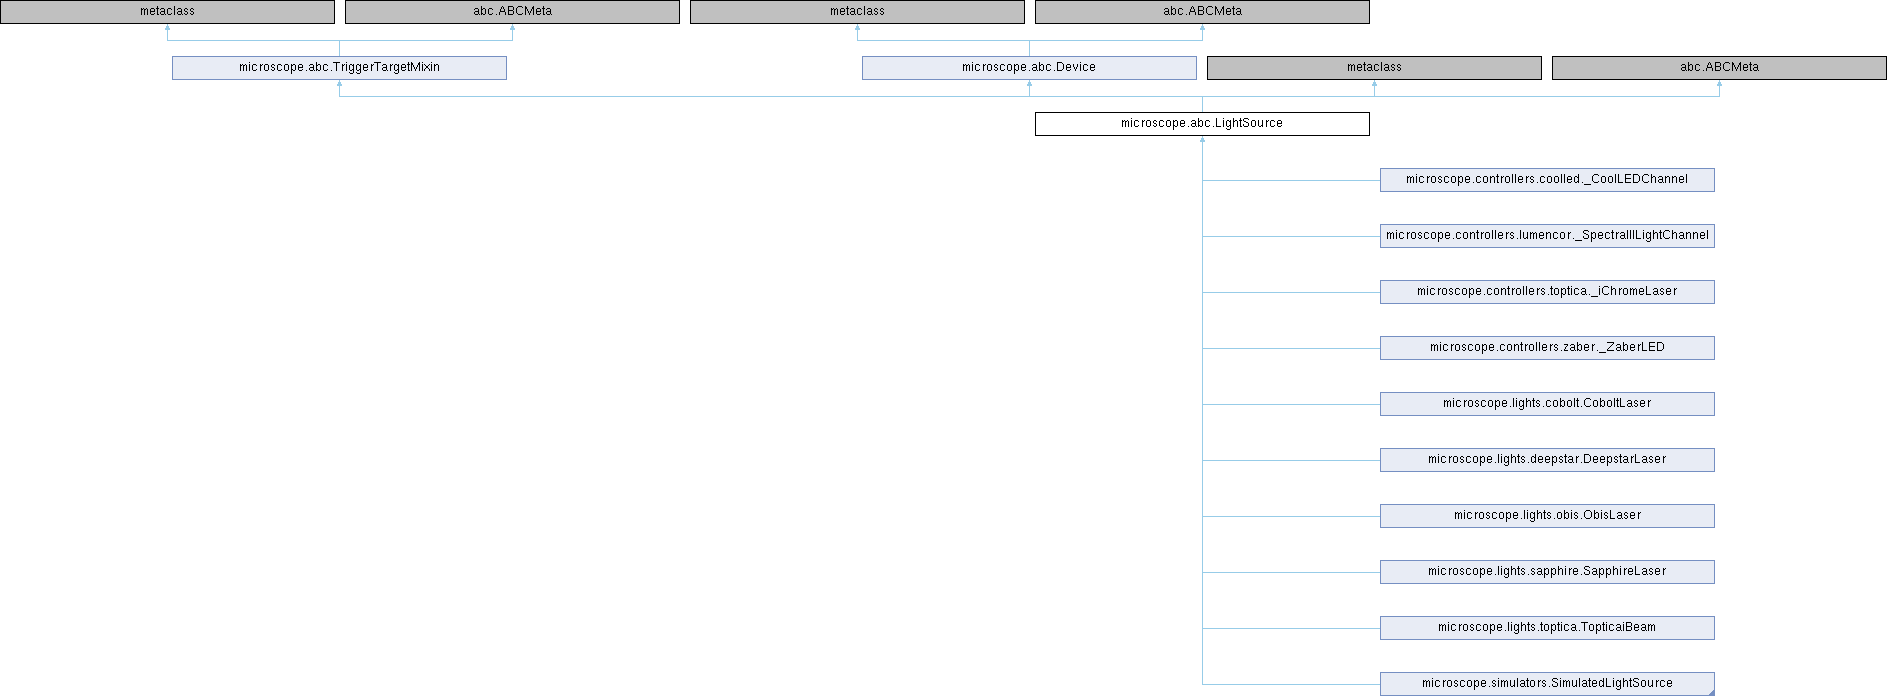 metaclass
abc.ABCMeta
metaclass
abc.ABCMeta
microscope.abc.TriggerTargetMixin
microscope.abc.Device
metaclass
abc.ABCMeta
microscope.abc.LightSource
microscope.controllers.coolled._CoolLEDChannel
microscope.controllers.lumencor._SpectraIIILightChannel
microscope.controllers.toptica._iChromeLaser
microscope.controllers.zaber._ZaberLED
microscope.lights.cobolt.CoboltLaser
microscope.lights.deepstar.DeepstarLaser
microscope.lights.obis.ObisLaser
microscope.lights.sapphire.SapphireLaser
microscope.lights.toptica.TopticaiBeam
microscope.simulators.SimulatedLightSource